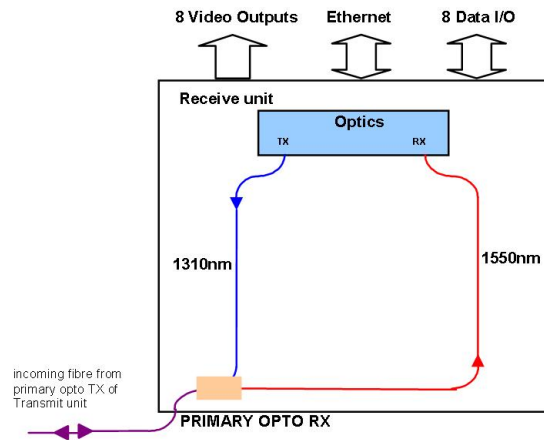 8 Video Outputs
Ethernet
8 Data I/O
Receive unit
Optics
TX
RX
1310nm
1550nm
incoming fibre from
primary opto TX of
Transmit unit
PRIMARY OPTO RX